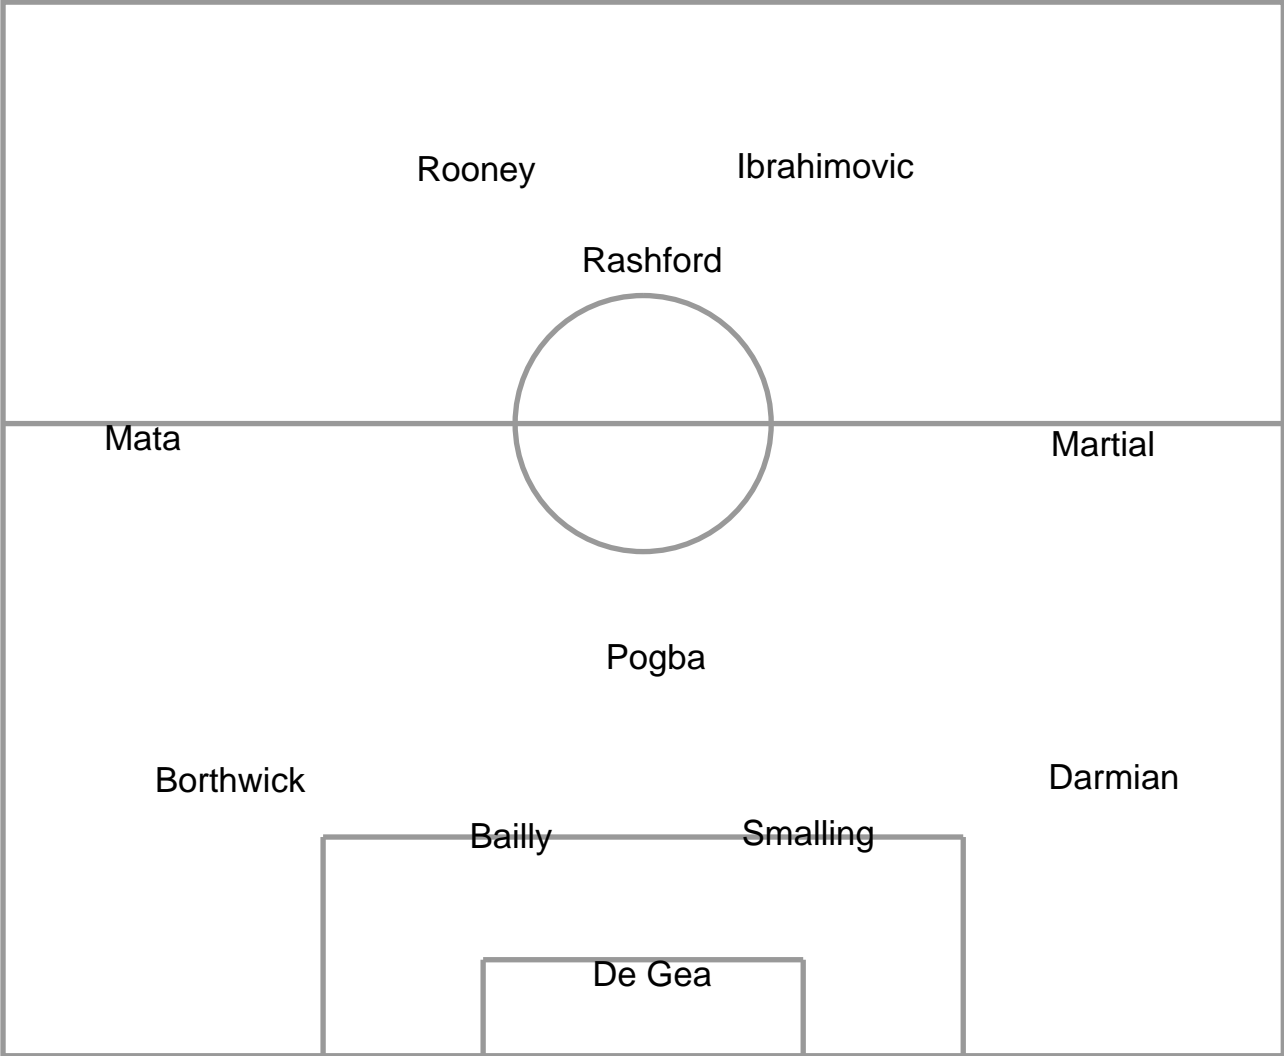 Rooney
Ibrahimovic
Rashford
Mata
Martial
Pogba
Borthwick
Darmian
Bailly
Smalling
De Gea